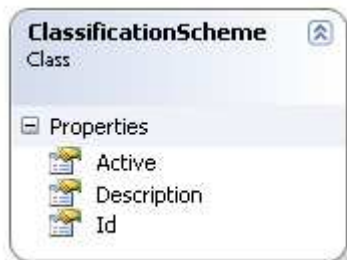 ClassificationScheme
Class
Properties
Active
Description
Id